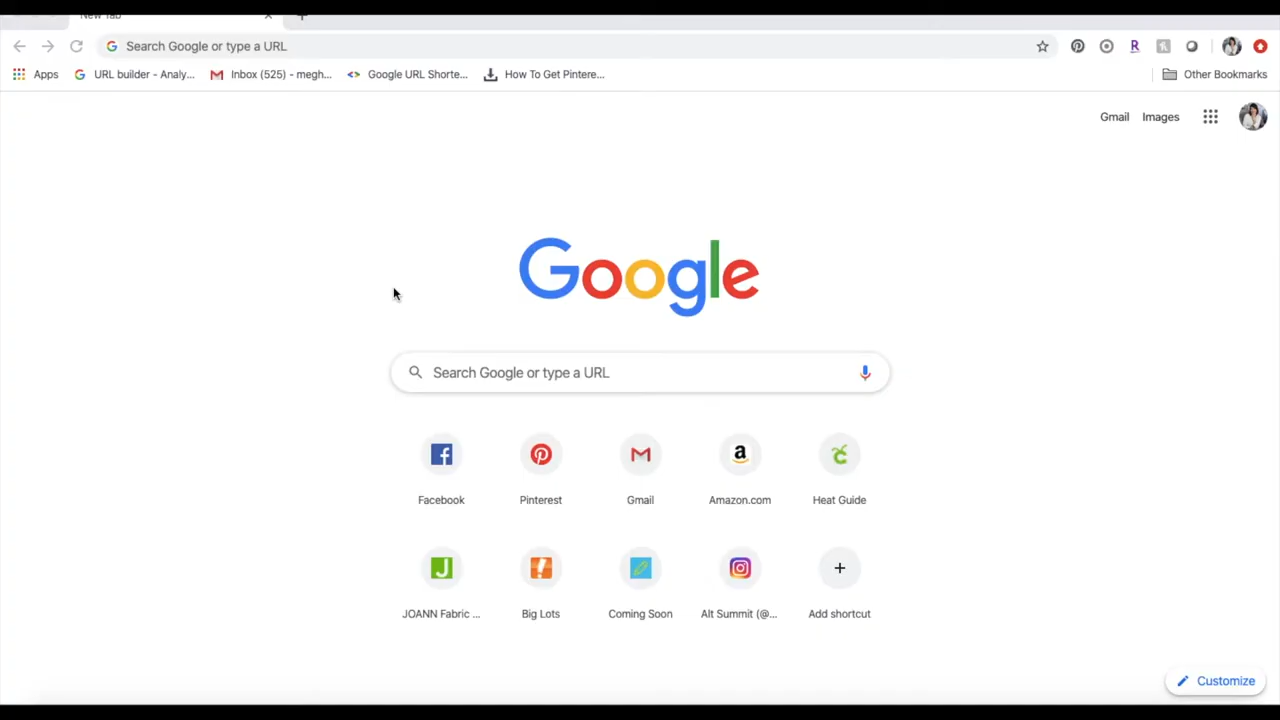 New Tab
Search Google or type a URL
Apps
URL builder - Analy...
Inbox (525) - megh...
Google URL Shorte...
How To Get Pintere...
Other Bookmarks
Gmail
Images
Google
Search Google or type a URL
Facebook
Pinterest
Gmail
Amazon.com
Heat Guide
JOANN Fabric ...
Big Lots
Coming Soon
Alt Summit (@...
Add shortcut
Customize